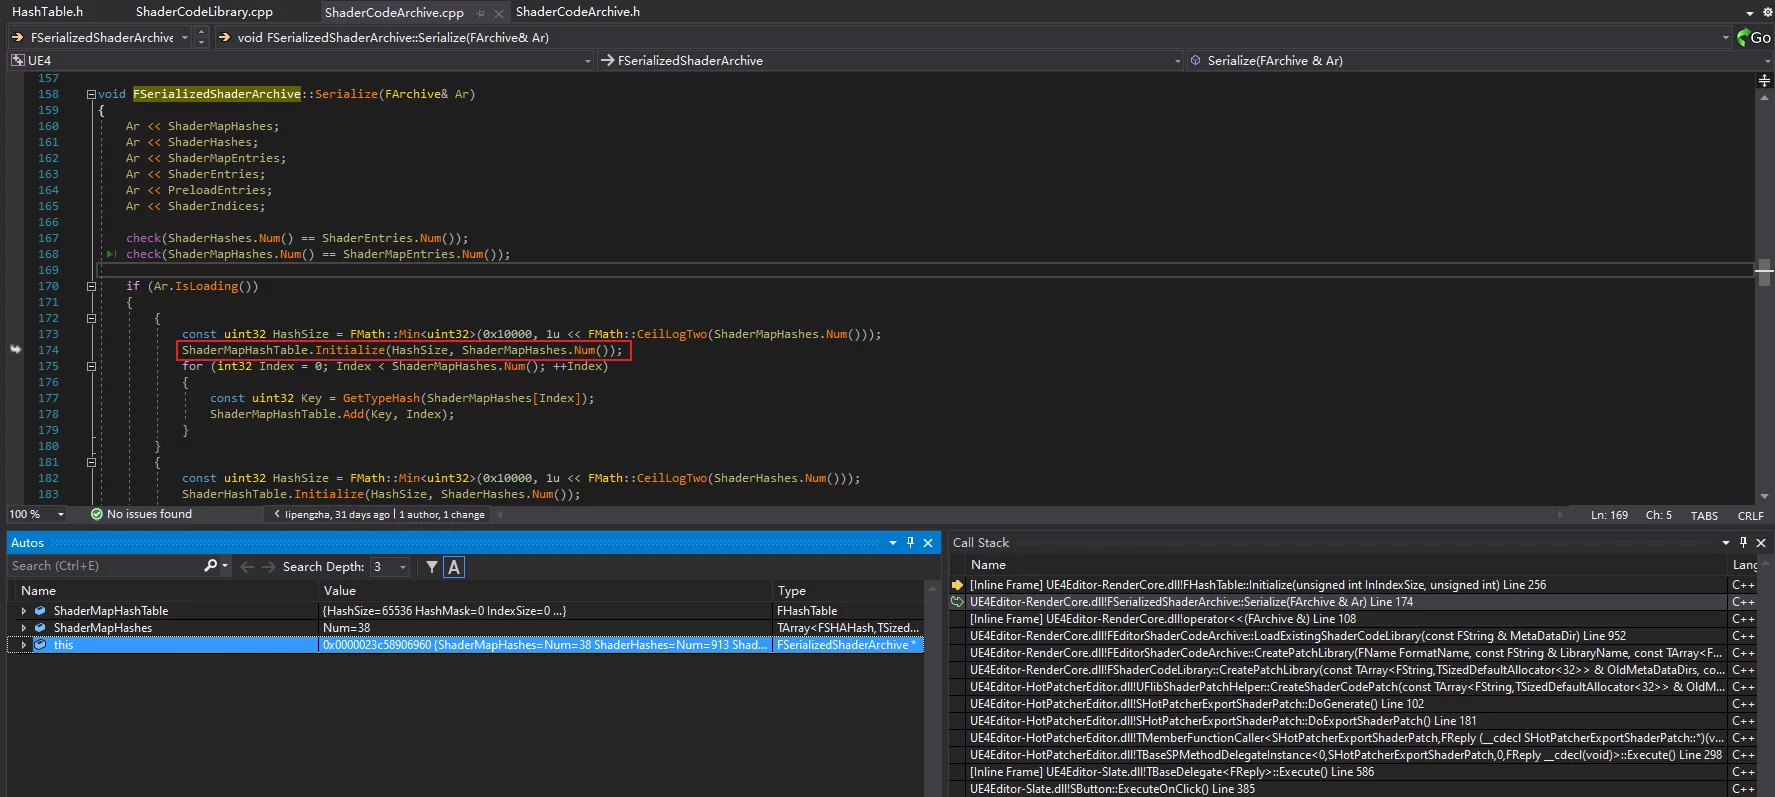 HashTable.h ShaderCodeLibrary.cpp ShaderCodeArchive.cpp ShaderCodeArchive.h
FSerializedShaderArchive void FSerializedShaderArchive::Serialize(FArchive& Ar) Go
UE4 FSerializedShaderArchive Serialize(FArchive & Ar)
157
158 void FSerializedShaderArchive::Serialize(FArchive& Ar)
159 {
160 Ar << ShaderMapHashes;
161 Ar << ShaderHashes;
162 Ar << ShaderMapEntries;
163 Ar << ShaderEntries;
164 Ar << PreloadEntries;
165 Ar << ShaderIndices;
166
167 check(ShaderHashes.Num() == ShaderEntries.Num());
168 check(ShaderMapHashes.Num() == ShaderMapEntries.Num());
169
170 if (Ar.IsLoading())
171 {
172 {
173 const uint32 HashSize = FMath::Min<uint32>(0x10000, 1u << FMath::CeilLogTwo(ShaderMapHashes.Num()));
174 ShaderMapHashTable.Initialize(HashSize, ShaderMapHashes.Num());
175 for (int32 Index = 0; Index < ShaderMapHashes.Num(); ++Index)
176 {
177 const uint32 Key = GetTypeHash(ShaderMapHashes[Index]);
178 ShaderMapHashTable.Add(Key, Index);
179 }
180 }
181 {
182 const uint32 HashSize = FMath::Min<uint32>(0x10000, 1u << FMath::CeilLogTwo(ShaderHashes.Num()));
183 ShaderHashTable.Initialize(HashSize, ShaderHashes.Num());
100 % No issues found lipengzha, 31 days ago | 1 author, 1 change Ln: 169 Ch: 5 TABS CRLF
Autos
Search (Ctrl+E) Search Depth: 3 A
Name Value Type
ShaderMapHashTable {HashSize=65536 HashMask=0 IndexSize=0 ...} FHashTable
ShaderMapHashes Num=38 TArray<FSHAHash,TSized...
this 0x0000023c58906960 {ShaderMapHashes=Num=38 ShaderHashes=Num=913 Shad... FSerializedShaderArchive *
Call Stack
Name Lang
[Inline Frame] UE4Editor-RenderCore.dll!FHashTable::Initialize(unsigned int InIndexSize, unsigned int) Line 256 C++
UE4Editor-RenderCore.dll!FSerializedShaderArchive::Serialize(FArchive & Ar) Line 174 C++
[Inline Frame] UE4Editor-RenderCore.dll!operator<<(FArchive &) Line 108 C++
UE4Editor-RenderCore.dll!FEditorShaderCodeArchive::LoadExistingShaderCodeLibrary(const FString & MetaDataDir) Line 952 C++
UE4Editor-RenderCore.dll!FEditorShaderCodeArchive::CreatePatchLibrary(FName FormatName, const FString & LibraryName, const TArray<F... C++
UE4Editor-RenderCore.dll!FShaderCodeLibrary::CreatePatchLibrary(const TArray<FString,TSizedDefaultAllocator<32>> & OldMetaDataDirs, co... C++
UE4Editor-HotPatcherEditor.dll!UFlibShaderPatchHelper::CreateShaderCodePatch(const TArray<FString,TSizedDefaultAllocator<32>> & OldM... C++
UE4Editor-HotPatcherEditor.dll!SHotPatcherExportShaderPatch::DoGenerate() Line 102 C++
UE4Editor-HotPatcherEditor.dll!SHotPatcherExportShaderPatch::DoExportShaderPatch() Line 181 C++
UE4Editor-HotPatcherEditor.dll!TMemberFunctionCaller<SHotPatcherExportShaderPatch,FReply (__cdecl SHotPatcherExportShaderPatch::*)(v... C++
UE4Editor-HotPatcherEditor.dll!TBaseSPMethodDelegateInstance<0,SHotPatcherExportShaderPatch,0,FReply __cdecl(void)>::Execute() Line 298 C++
[Inline Frame] UE4Editor-Slate.dll!TBaseDelegate<FReply>::Execute() Line 586 C++
UE4Editor-Slate.dll!SButton::ExecuteOnClick() Line 385 C++